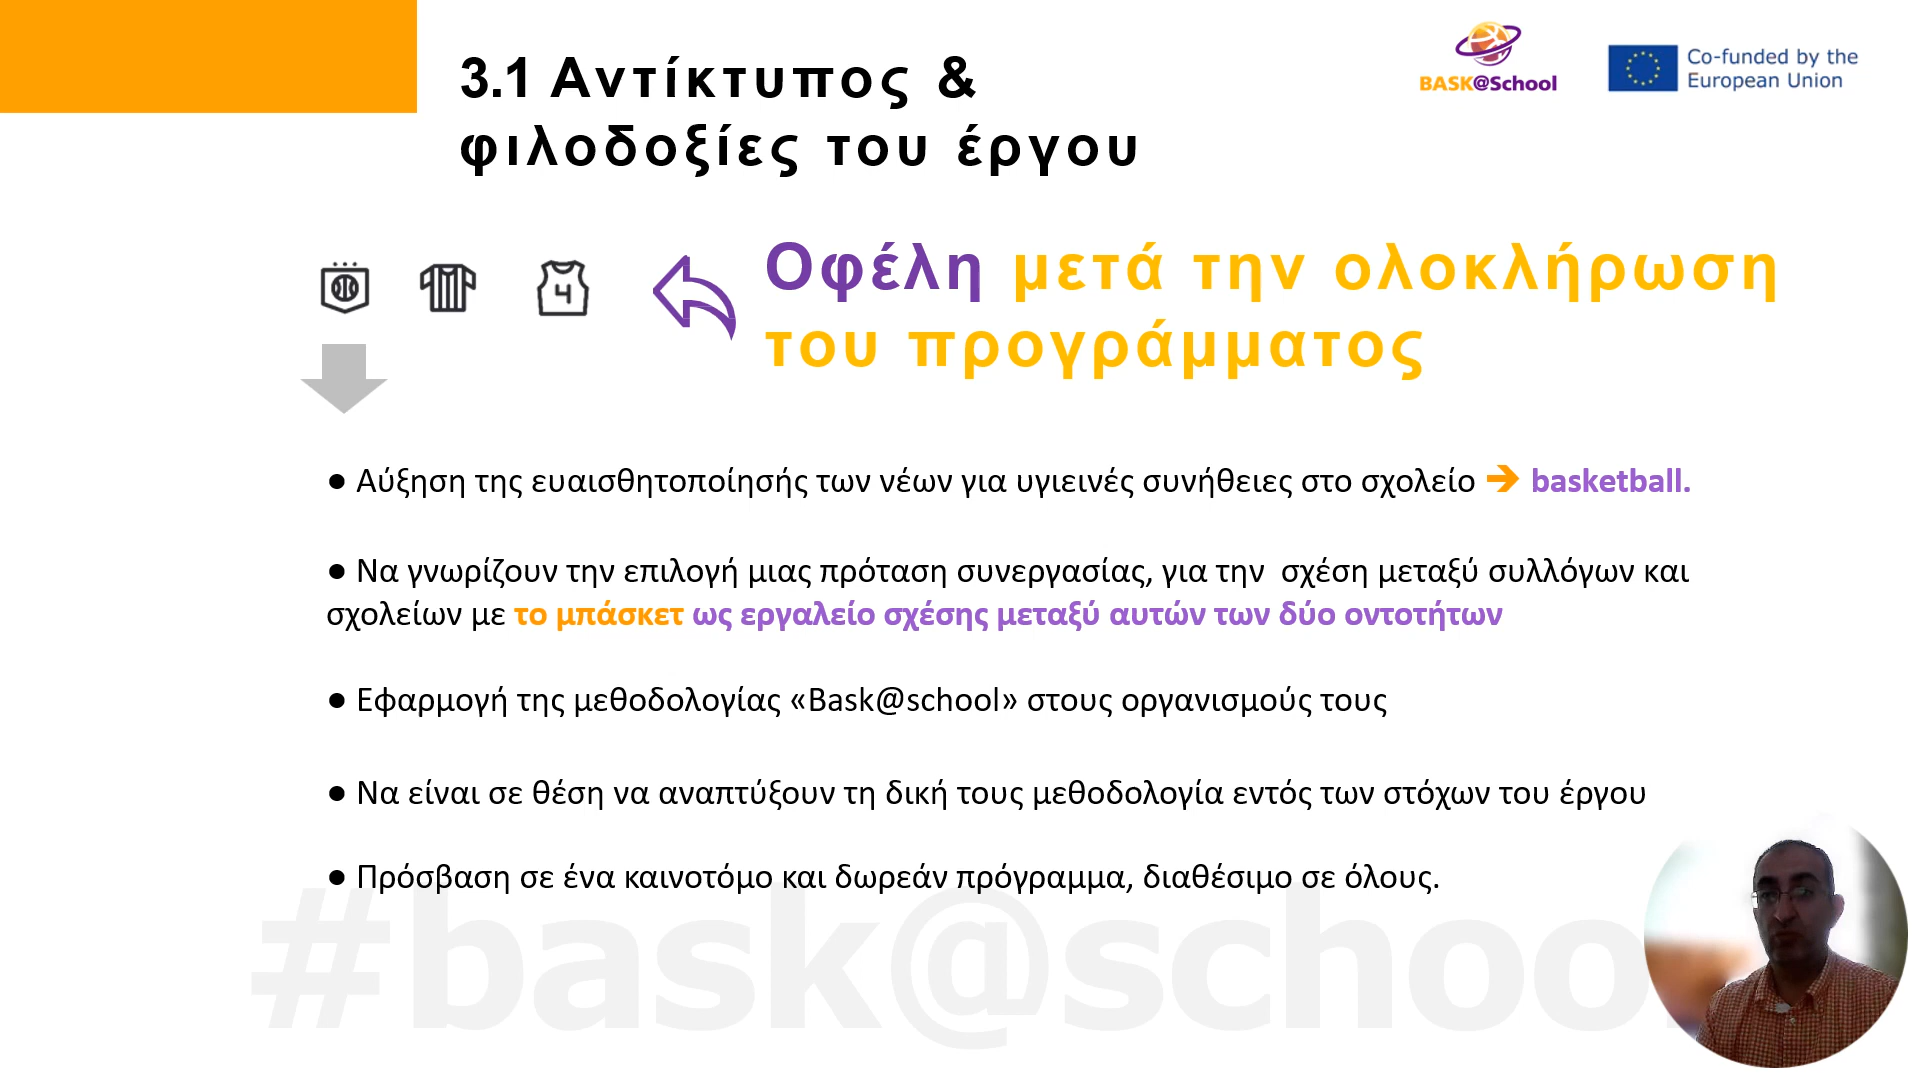 3.1 Αντίκτυπος &
φιλοδοξίες του έργου
BASK@School
Co-funded by the
European Union
4
Οφέλη μετά την ολοκλήρωση
του προγράμματος
● Αύξηση της ευαισθητοποίησής των νέων για υγιεινές συνήθειες στο σχολείο ➔ basketball.
● Να γνωρίζουν την επιλογή μιας πρόταση συνεργασίας, για την  σχέση μεταξύ συλλόγων και
σχολείων με το μπάσκετ ως εργαλείο σχέσης μεταξύ αυτών των δύο οντοτήτων
● Εφαρμογή της μεθοδολογίας «Bask@school» στους οργανισμούς τους
● Να είναι σε θέση να αναπτύξουν τη δική τους μεθοδολογία εντός των στόχων του έργου
● Πρόσβαση σε ένα καινοτόμο και δωρεάν πρόγραμμα, διαθέσιμο σε όλους.
#bask@school